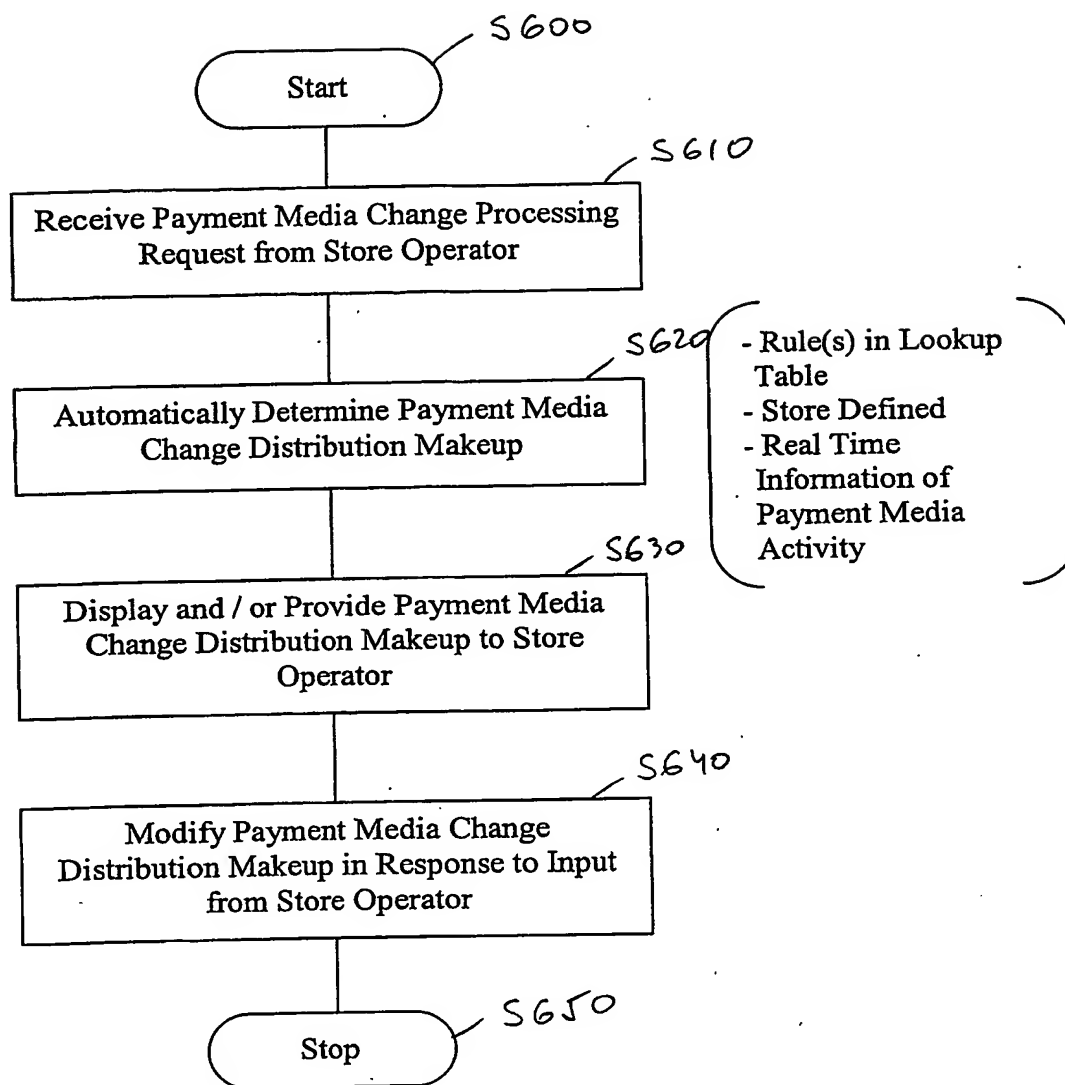 S600
Start
S610
Receive Payment Media Change Processing
Request from Store Operator
S620
Automatically Determine Payment Media
Change Distribution Makeup
- Rule(s) in Lookup
Table
- Store Defined
- Real Time
Information of
Payment Media
Activity
S630
Display and / or Provide Payment Media
Change Distribution Makeup to Store
Operator
S640
Modify Payment Media Change
Distribution Makeup in Response to Input
from Store Operator
S650
Stop